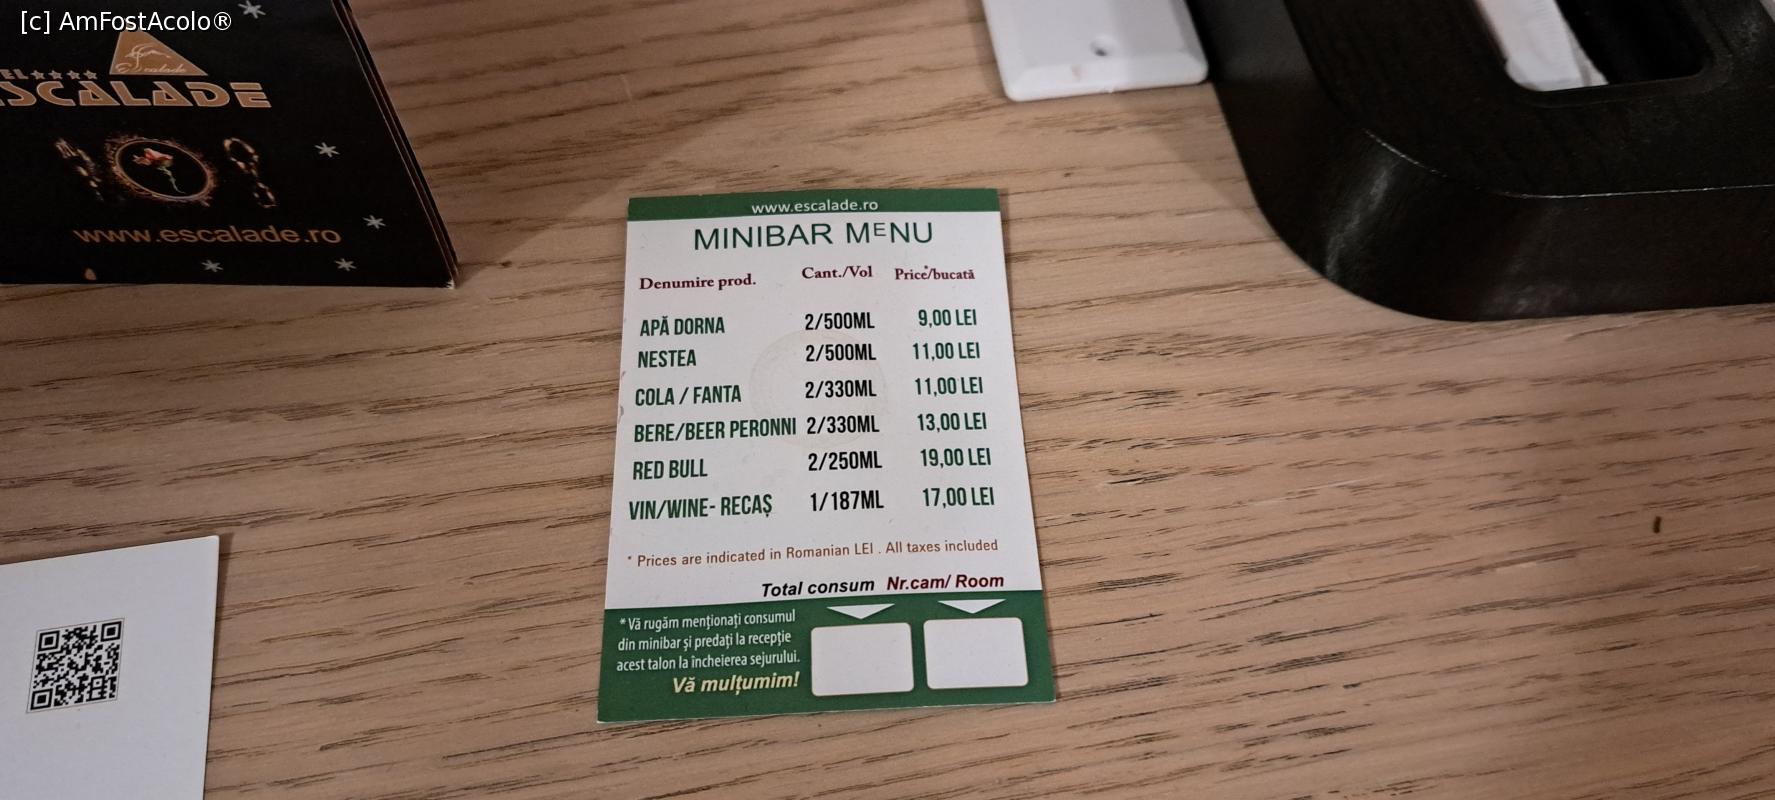 [c] AmFostAcolo®
Escalade
EL★★★★
SCALADE
www.escalade.ro
www.escalade.ro
MINIBAR MENU
Denumire prod. Cant./Vol Price*/bucată
APĂ DORNA 2/500ML 9,00 LEI
NESTEA 2/500ML 11,00 LEI
COLA / FANTA 2/330ML 11,00 LEI
BERE/BEER PERONNI 2/330ML 13,00 LEI
RED BULL 2/250ML 19,00 LEI
VIN/WINE- RECAȘ 1/187ML 17,00 LEI
* Prices are indicated in Romanian LEI . All taxes included
Total consum Nr.cam/ Room
* Vă rugăm menționați consumul
din minibar și predați la recepție
acest talon la încheierea sejurului.
Vă mulțumim!